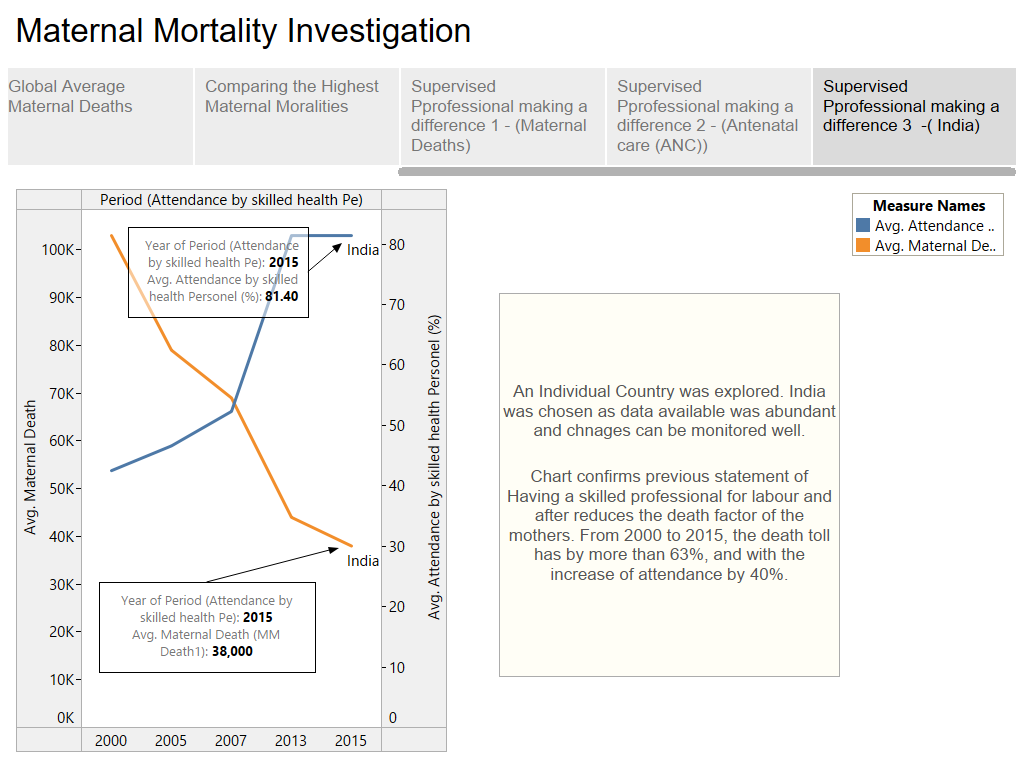 Maternal Mortality Investigation
Global Average
Maternal Deaths
Comparing the Highest
Maternal Moralities
Supervised
Pprofessional making a
difference 1 - (Maternal
Deaths)
Supervised
Pprofessional making a
difference 2 - (Antenatal
care (ANC))
Supervised
Pprofessional making a
difference 3  -( India)
Period (Attendance by skilled health Pe)
Avg. Maternal Death
100K
90K
80K
70K
60K
50K
40K
30K
20K
10K
0K
Year of Period (Attendance
by skilled health Pe): 2015
Avg. Attendance by skilled
health Personel (%): 81.40
India
India
Year of Period (Attendance by
skilled health Pe): 2015
Avg. Maternal Death (MM
Death1): 38,000
80
70
60
50
40
30
20
10
0
Avg. Attendance by skilled health Personel (%)
2000
2005
2007
2013
2015
Measure Names
Avg. Attendance ..
Avg. Maternal De..
An Individual Country was explored. India
was chosen as data available was abundant
and chnages can be monitored well.
Chart confirms previous statement of
Having a skilled professional for labour and
after reduces the death factor of the
mothers. From 2000 to 2015, the death toll
has by more than 63%, and with the
increase of attendance by 40%.